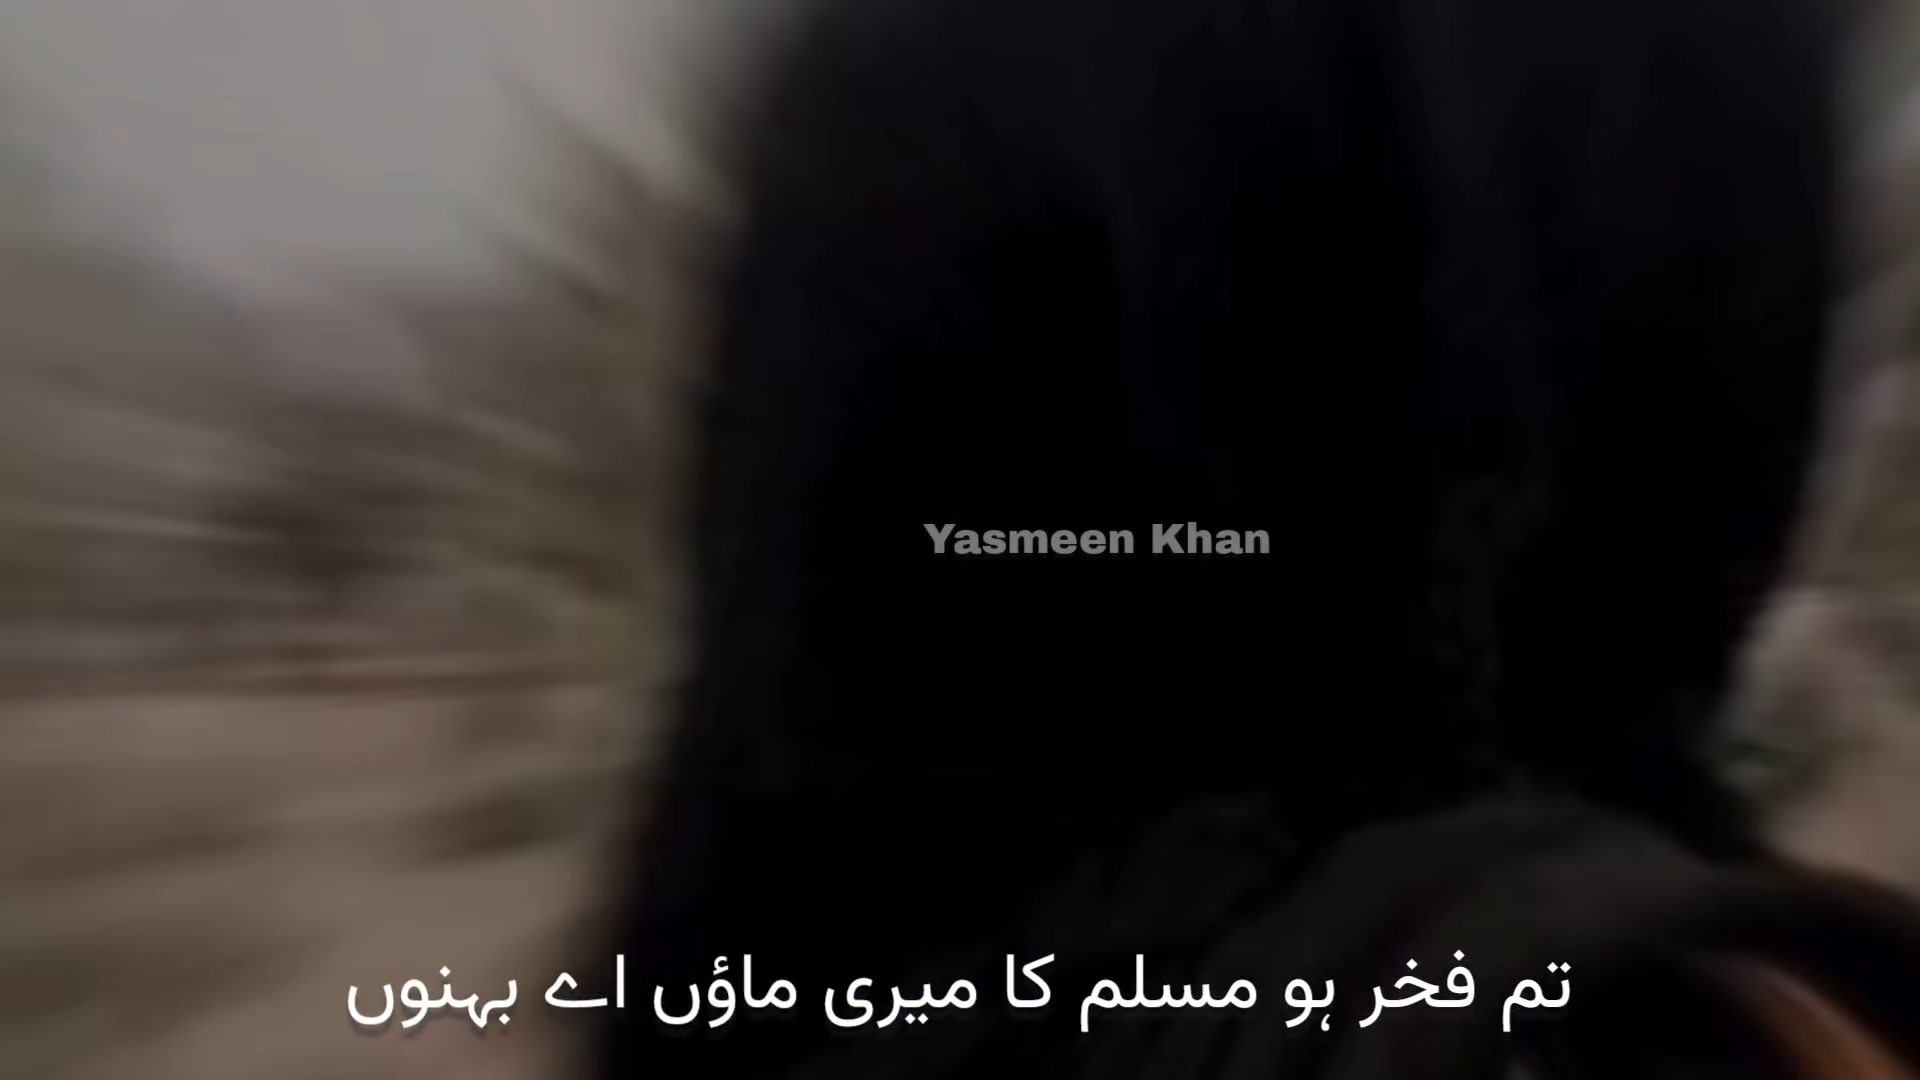 Yasmeen Khan
تم فخر ہو مسلم کا میری ماؤں اے بہنوں